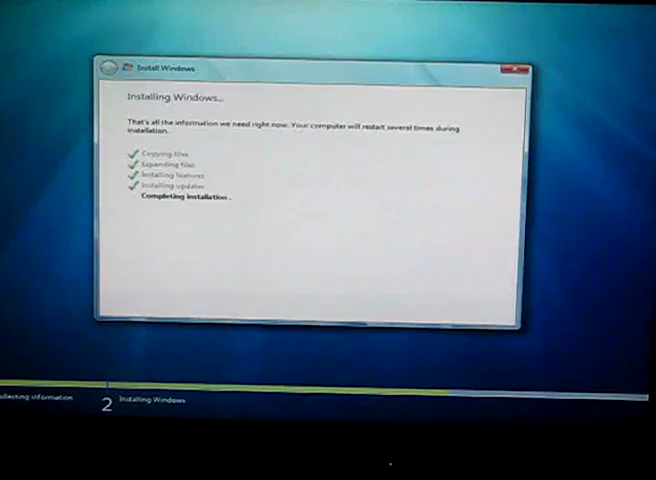 Install Windows
Installing Windows...
That's all the information we need right now. Your computer will restart several times during
installation.
Copying files
Expanding files
Installing features
Installing updates
Completing installation .
ollecting information
2 Installing Windows